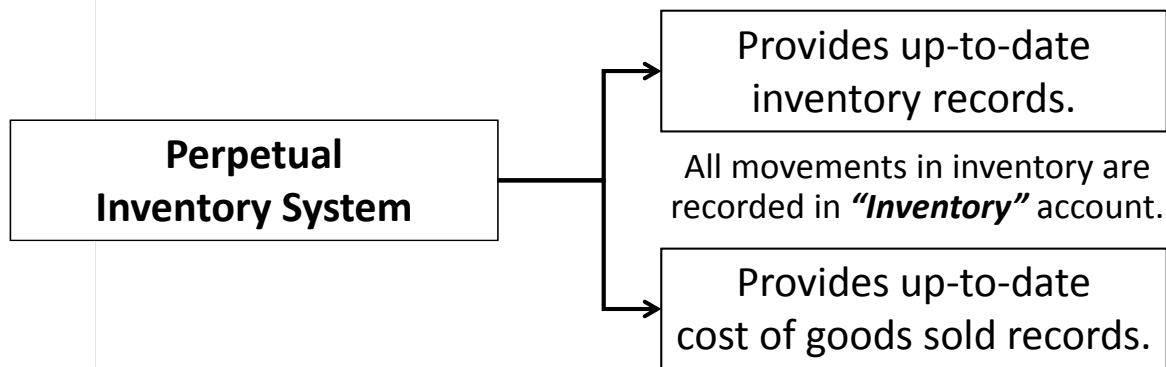 Perpetual
Inventory System
Provides up-to-date
inventory records.
All movements in inventory are
recorded in “Inventory” account.
Provides up-to-date
cost of goods sold records.